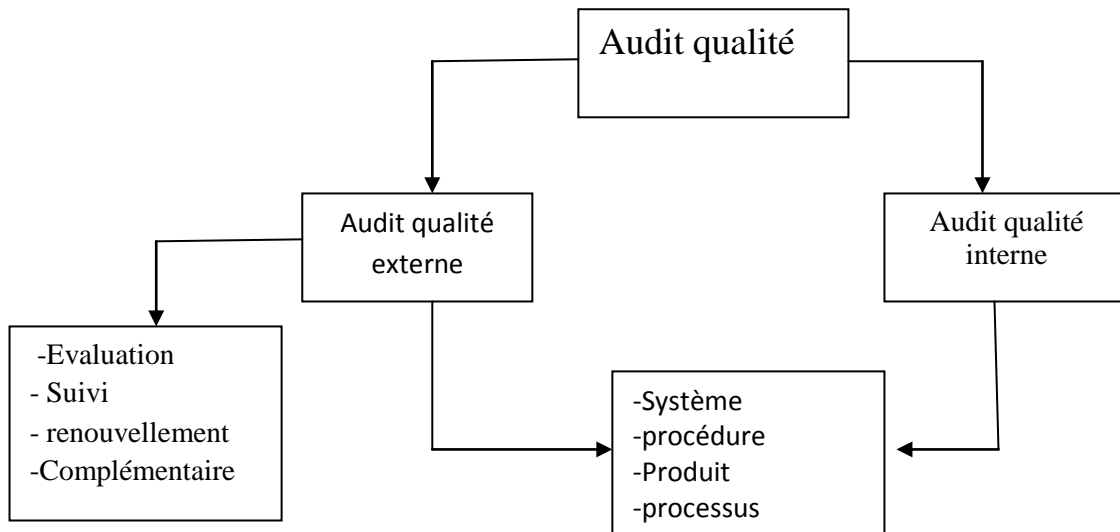 Audit qualité
Audit qualité
externe
Audit qualité
interne
-Evaluation
- Suivi
- renouvellement
-Complémentaire
-Système
-procédure
-Produit
-processus